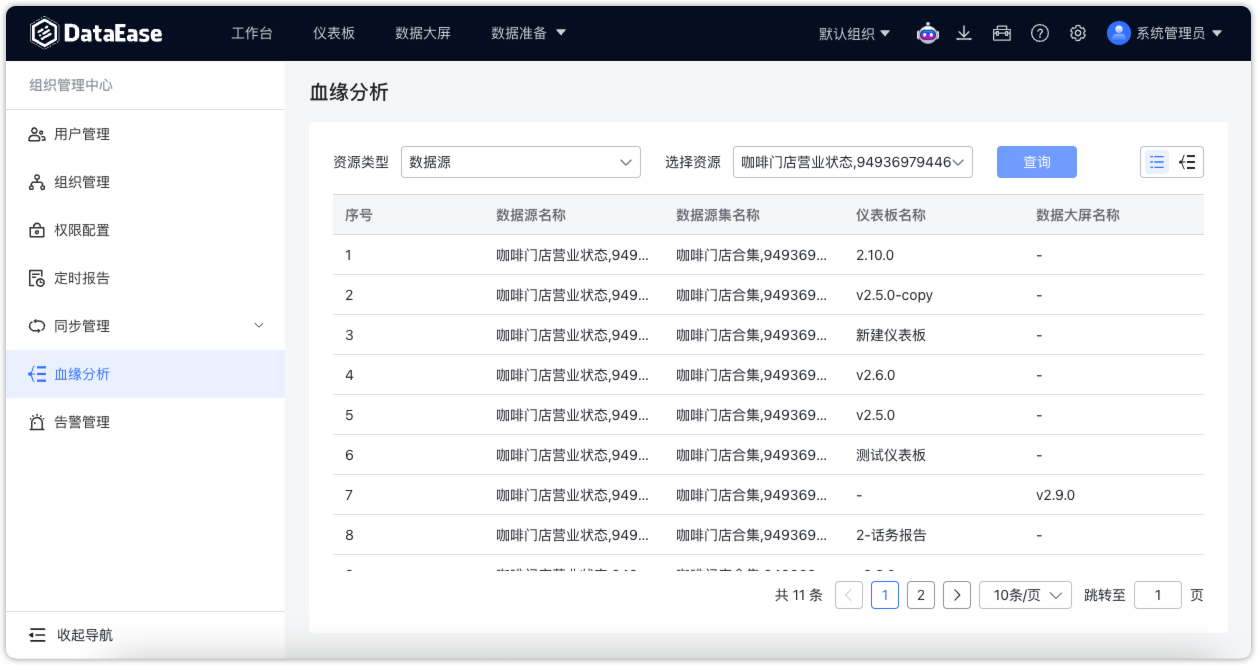 DataEase 工作台 仪表板 数据大屏 数据准备 默认组织 系统管理员
组织管理中心
用户管理
组织管理
权限配置
定时报告
同步管理
血缘分析
告警管理
收起导航
血缘分析
资源类型 数据源 选择资源 咖啡门店营业状态,94936979446 查询
序号 数据源名称 数据源集名称 仪表板名称 数据大屏名称
1 咖啡门店营业状态,949... 咖啡门店合集,949369... 2.10.0 -
2 咖啡门店营业状态,949... 咖啡门店合集,949369... v2.5.0-copy -
3 咖啡门店营业状态,949... 咖啡门店合集,949369... 新建仪表板 -
4 咖啡门店营业状态,949... 咖啡门店合集,949369... v2.6.0 -
5 咖啡门店营业状态,949... 咖啡门店合集,949369... v2.5.0 -
6 咖啡门店营业状态,949... 咖啡门店合集,949369... 测试仪表板 -
7 咖啡门店营业状态,949... 咖啡门店合集,949369... - v2.9.0
8 咖啡门店营业状态,949... 咖啡门店合集,949369... 2-话务报告 -
共 11 条 1 2 10条/页 跳转至 1 页